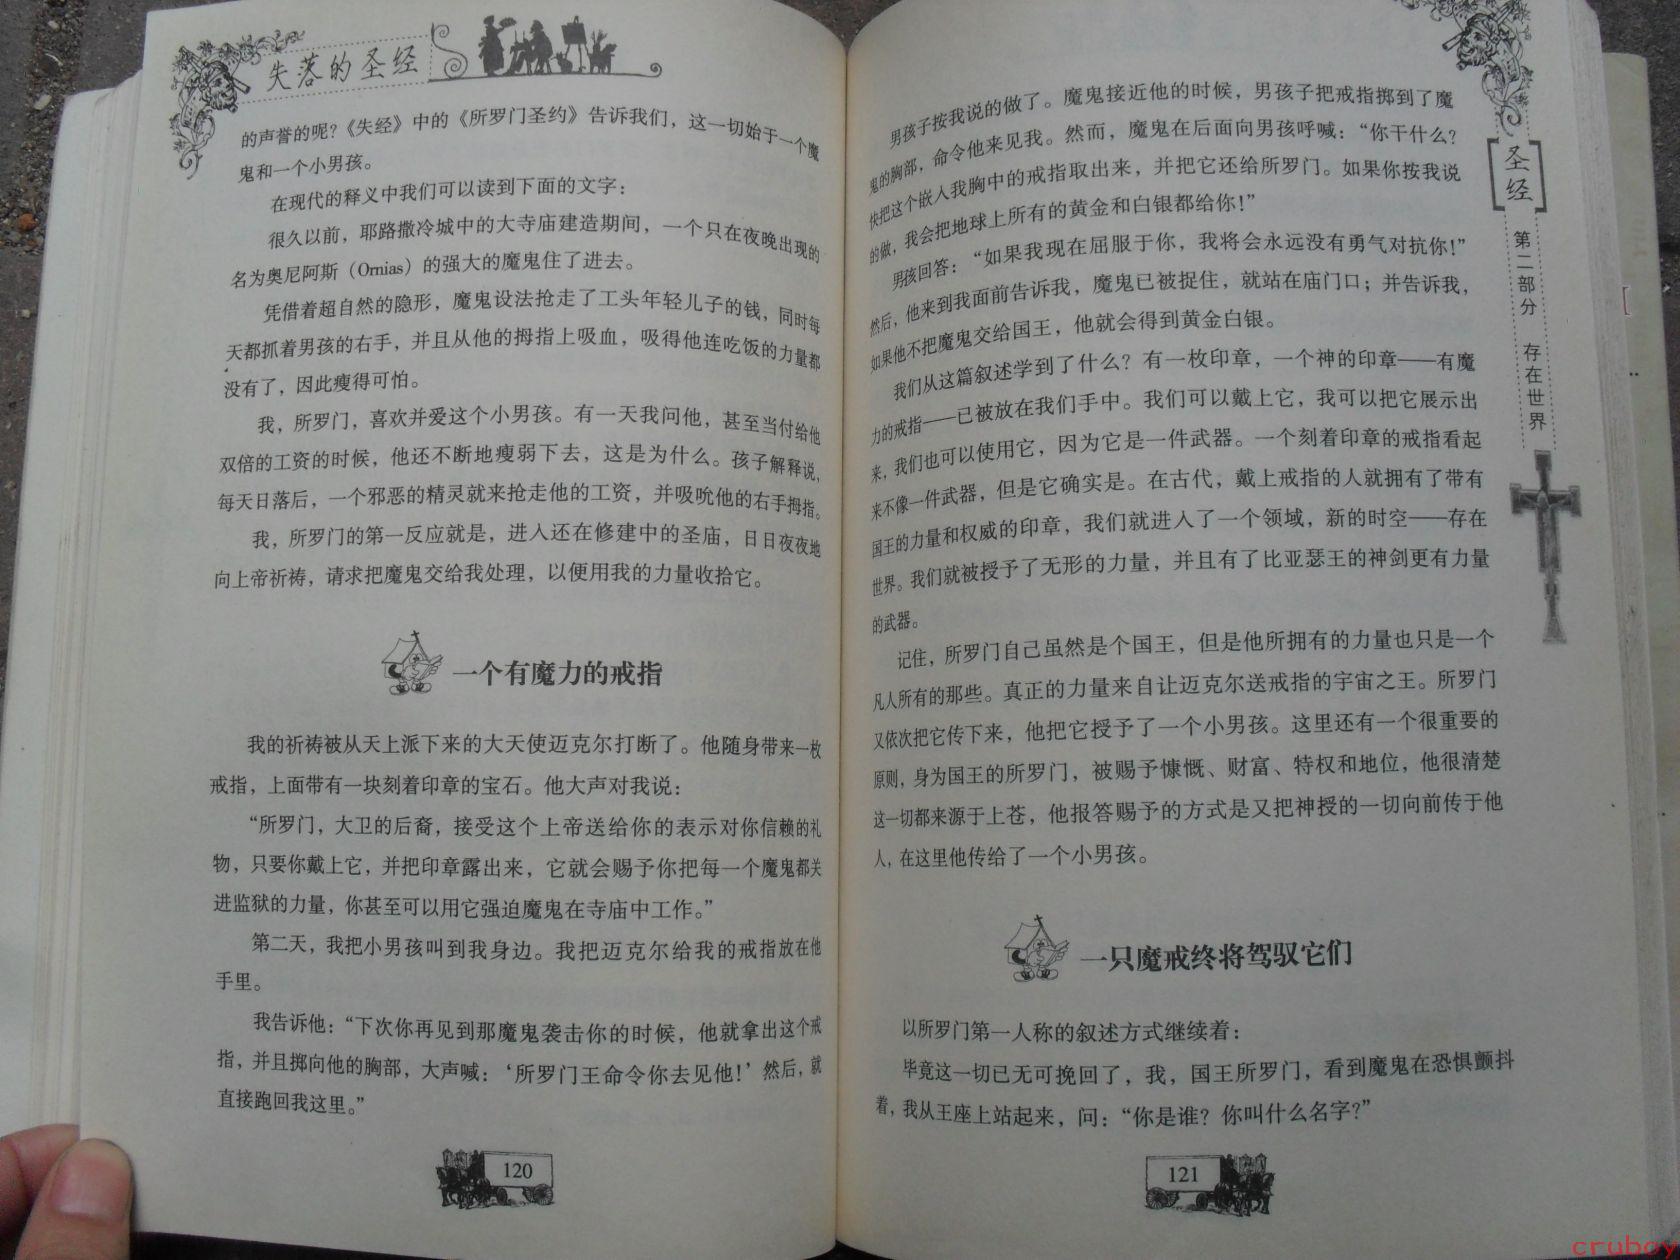 失落的圣经
的声誉的呢?《失经》中的《所罗门圣约》告诉我们，这一切始于一个魔
鬼和一个小男孩。
在现代的释义中我们可以读到下面的文字：
很久以前，耶路撒冷城中的大寺庙建造期间，一个只在夜晚出现的
名为奥尼阿斯（Ornias）的强大的魔鬼住了进去。
凭借着超自然的隐形，魔鬼设法抢走了工头年轻儿子的钱，同时每
天都抓着男孩的右手，并且从他的拇指上吸血，吸得他连吃饭的力量都
没有了，因此瘦得可怕。
我，所罗门，喜欢并爱这个小男孩。有一天我问他，甚至当付给他
双倍的工资的时候，他还不断地瘦弱下去，这是为什么。孩子解释说，
每天日落后，一个邪恶的精灵就来抢走他的工资，并吸吮他的右手拇指。
我，所罗门的第一反应就是，进入还在修建中的圣庙，日日夜夜地
向上帝祈祷，请求把魔鬼交给我处理，以便用我的力量收拾它。
一个有魔力的戒指
我的祈祷被从天上派下来的大天使迈克尔打断了。他随身带来一枚
戒指，上面带有一块刻着印章的宝石。他大声对我说：
“所罗门，大卫的后裔，接受这个上帝送给你的表示对你信赖的礼
物，只要你戴上它，并把印章露出来，它就会赐予你把每一个魔鬼都关
进监狱的力量，你甚至可以用它强迫魔鬼在寺庙中工作。”
第二天，我把小男孩叫到我身边。我把迈克尔给我的戒指放在他
手里。
我告诉他：“下次你再见到那魔鬼袭击你的时候，他就拿出这个戒
指，并且掷向他的胸部，大声喊：‘所罗门王命令你去见他!’然后，就
直接跑回我这里。”
120
男孩子按我说的做了。魔鬼接近他的时候，男孩子把戒指掷到了魔
鬼的胸部，命令他来见我。然而，魔鬼在后面向男孩呼喊：“你干什么?
快把这个嵌入我胸中的戒指取出来，并把它还给所罗门。如果你按我说
的做，我会把地球上所有的黄金和白银都给你!”
男孩回答：“如果我现在屈服于你，我将会永远没有勇气对抗你!”
然后，他来到我面前告诉我，魔鬼已被捉住，就站在庙门口；并告诉我，
如果他不把魔鬼交给国王，他就会得到黄金白银。
我们从这篇叙述学到了什么？有一枚印章，一个神的印章——有魔
力的戒指——已被放在我们手中。我们可以戴上它，我可以把它展示出
来，我们也可以使用它，因为它是一件武器。一个刻着印章的戒指看起
来不像一件武器，但是它确实是。在古代，戴上戒指的人就拥有了带有
国王的力量和权威的印章，我们就进入了一个领域，新的时空——存在
世界。我们就被授予了无形的力量，并且有了比亚瑟王的神剑更有力量
的武器。
记住，所罗门自己虽然是个国王，但是他所拥有的力量也只是一个
凡人所有的那些。真正的力量来自让迈克尔送戒指的宇宙之王。所罗门
又依次把它传下来，他把它授予了一个小男孩。这里还有一个很重要的
原则，身为国王的所罗门，被赐予慷慨、财富、特权和地位，他很清楚
这一切都来源于上苍，他报答赐予的方式是又把神授的一切向前传于他
人，在这里他传给了一个小男孩。
一只魔戒终将驾驭它们
以所罗门第一人称的叙述方式继续着：
毕竟这一切已无可挽回了，我，国王所罗门，看到魔鬼在恐惧颤抖
着，我从王座上站起来，问：“你是谁？你叫什么名字?”
121
圣经
第二部分 存在世界
cruboy